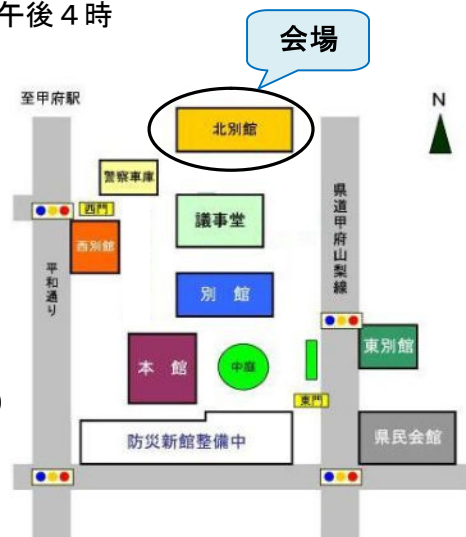 午後４時
会場
至甲府駅
N
北別館
警察車庫
西門
議事堂
県道甲府山梨線
西別館
平和通り
別 館
東別館
本 館
中庭
東門
県民会館
防災新館整備中
)